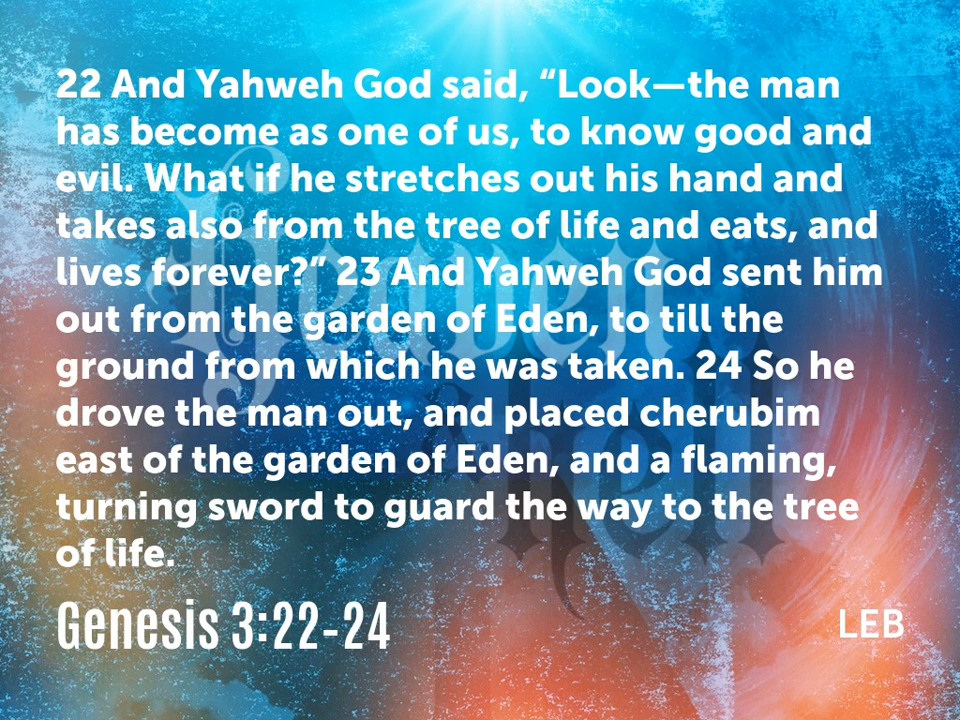 22 And Yahweh God said, “Look—the man
has become as one of us, to know good and
evil. What if he stretches out his hand and
takes also from the tree of life and eats, and
lives forever?” 23 And Yahweh God sent him
out from the garden of Eden, to till the
ground from which he was taken. 24 So he
drove the man out, and placed cherubim
east of the garden of Eden, and a flaming,
turning sword to guard the way to the tree
of life.
Genesis 3:22-24
LEB
Heaven
Hell